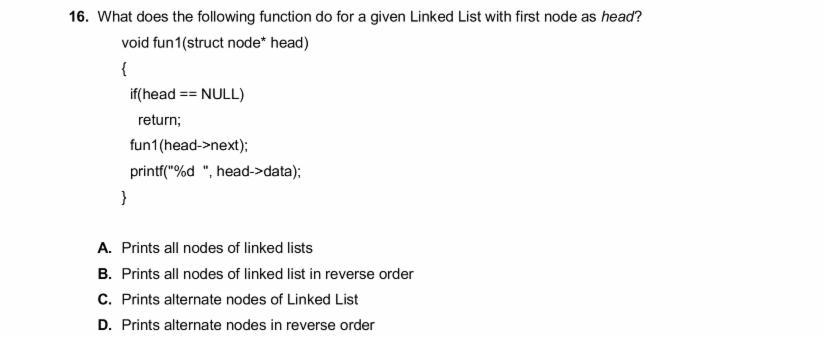 16. What does the following function do for a given Linked List with first node as head?
void fun1(struct node* head)
{
if(head == NULL)
return;
fun1(head->next);
printf("%d  ", head->data);
}
A. Prints all nodes of linked lists
B. Prints all nodes of linked list in reverse order
C. Prints alternate nodes of Linked List
D. Prints alternate nodes in reverse order